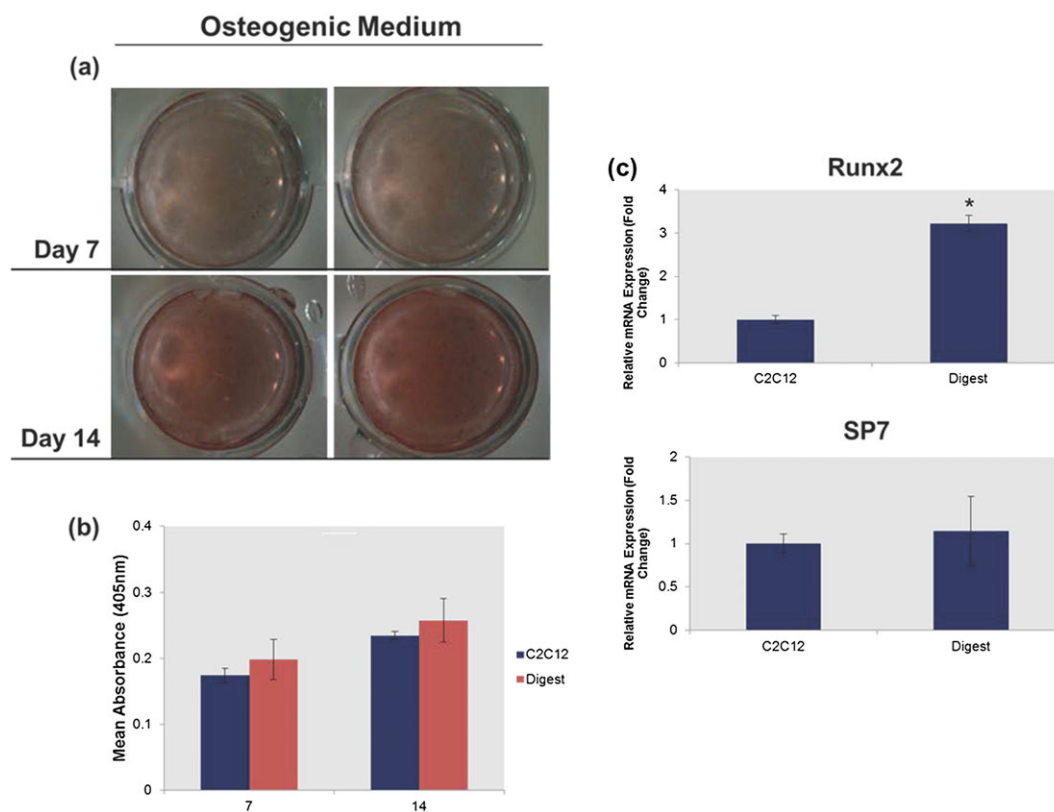 Osteogenic Medium
(a)
Day 7
Day 14
(b)
Mean Absorbance (405nm)
0.4
0.3
0.2
0.1
0
7
14
C2C12
Digest
(c)
Runx2
Relative mRNA Expression (Fold
Change)
4
3
2
1
0
*
C2C12
Digest
SP7
Relative mRNA Expression (Fold
Change)
2
1.5
1
0.5
0
C2C12
Digest